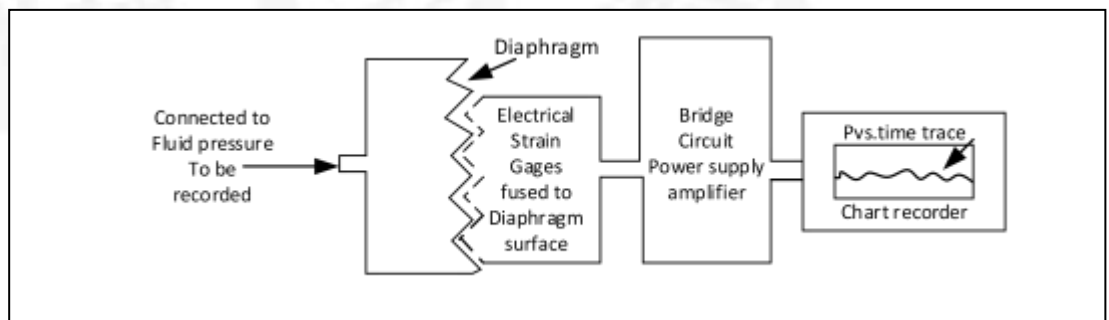 Diaphragm
Connected to
Fluid pressure
To be
recorded
Electrical
Strain
Gages
fused to
Diaphragm
surface
Bridge
Circuit
Power supply
amplifier
Pvs.time trace
Chart recorder